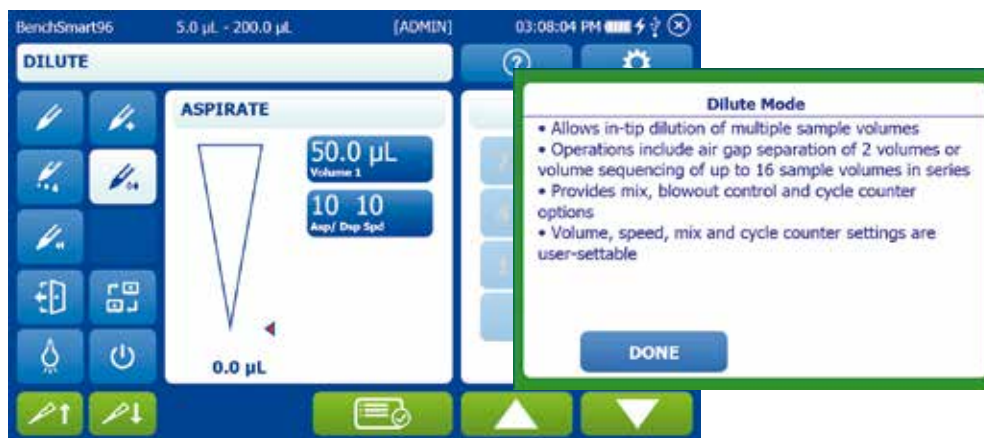 BenchSmart96 5.0 µL - 200.0 µL [ADMIN] 03:08:04 PM
DILUTE
ASPIRATE
50.0 µL
Volume 1
10 10
Asp/ Dsp Spd
0.0 µL
Dilute Mode
• Allows in-tip dilution of multiple sample volumes
• Operations include air gap separation of 2 volumes or
volume sequencing of up to 16 sample volumes in series
• Provides mix, blowout control and cycle counter
options
• Volume, speed, mix and cycle counter settings are
user-settable
DONE